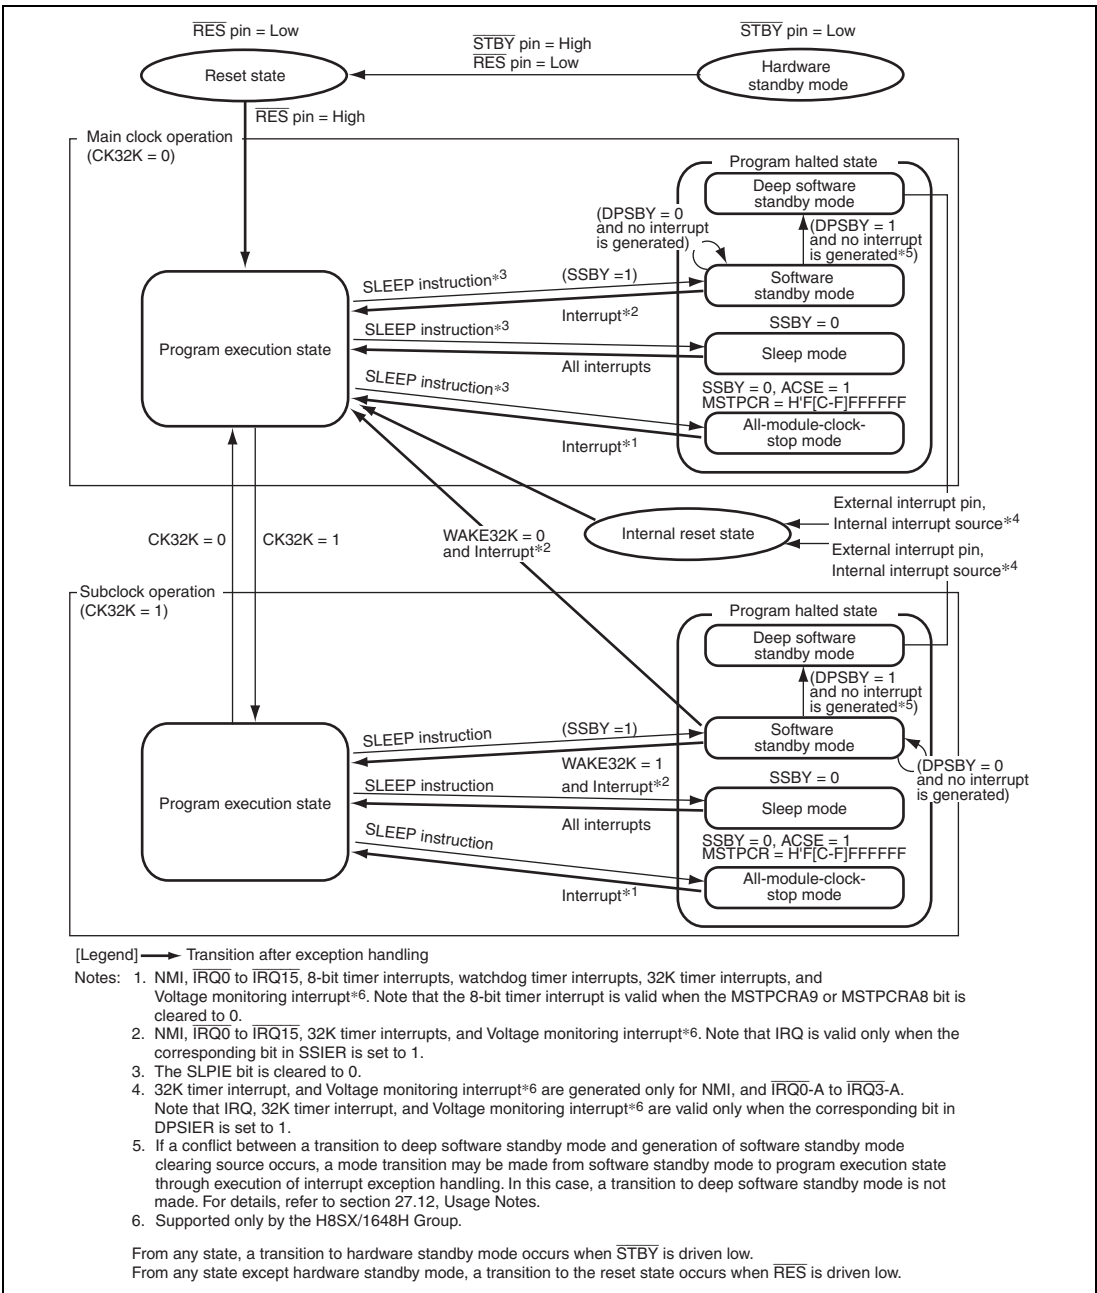 RES pin = Low
STBY pin = High
RES pin = Low
STBY pin = Low
Reset state
Hardware
standby mode
RES pin = High
Main clock operation
(CK32K = 0)
Program halted state
Deep software
standby mode
(DPSBY = 0
and no interrupt
is generated)
(DPSBY = 1
and no interrupt
is generated*5)
SLEEP instruction*3
(SSBY =1)
Software
standby mode
Interrupt*2
SSBY = 0
SLEEP instruction*3
Program execution state
Sleep mode
All interrupts
SLEEP instruction*3
SSBY = 0, ACSE = 1
MSTPCR = H'F[C-F]FFFFFF
All-module-clock-
stop mode
Interrupt*1
External interrupt pin,
Internal interrupt source*4
CK32K = 0
CK32K = 1
WAKE32K = 0
and Interrupt*2
Internal reset state
External interrupt pin,
Internal interrupt source*4
Subclock operation
(CK32K = 1)
Program halted state
Deep software
standby mode
(DPSBY = 1
and no interrupt
is generated*5)
SLEEP instruction
(SSBY =1)
Software
standby mode
WAKE32K = 1
and Interrupt*2
(DPSBY = 0
and no interrupt
is generated)
SSBY = 0
SLEEP instruction
Program execution state
Sleep mode
All interrupts
SLEEP instruction
SSBY = 0, ACSE = 1
MSTPCR = H'F[C-F]FFFFFF
All-module-clock-
stop mode
Interrupt*1
[Legend] Transition after exception handling
Notes: 1. NMI, IRQ0 to IRQ15, 8-bit timer interrupts, watchdog timer interrupts, 32K timer interrupts, and
Voltage monitoring interrupt*6. Note that the 8-bit timer interrupt is valid when the MSTPCRA9 or MSTPCRA8 bit is
cleared to 0.
2. NMI, IRQ0 to IRQ15, 32K timer interrupts, and Voltage monitoring interrupt*6. Note that IRQ is valid only when the
corresponding bit in SSIER is set to 1.
3. The SLPIE bit is cleared to 0.
4. 32K timer interrupt, and Voltage monitoring interrupt*6 are generated only for NMI, and IRQ0-A to IRQ3-A.
Note that IRQ, 32K timer interrupt, and Voltage monitoring interrupt*6 are valid only when the corresponding bit in
DPSIER is set to 1.
5. If a conflict between a transition to deep software standby mode and generation of software standby mode
clearing source occurs, a mode transition may be made from software standby mode to program execution state
through execution of interrupt exception handling. In this case, a transition to deep software standby mode is not
made. For details, refer to section 27.12, Usage Notes.
6. Supported only by the H8SX/1648H Group.
From any state, a transition to hardware standby mode occurs when STBY is driven low.
From any state except hardware standby mode, a transition to the reset state occurs when RES is driven low.